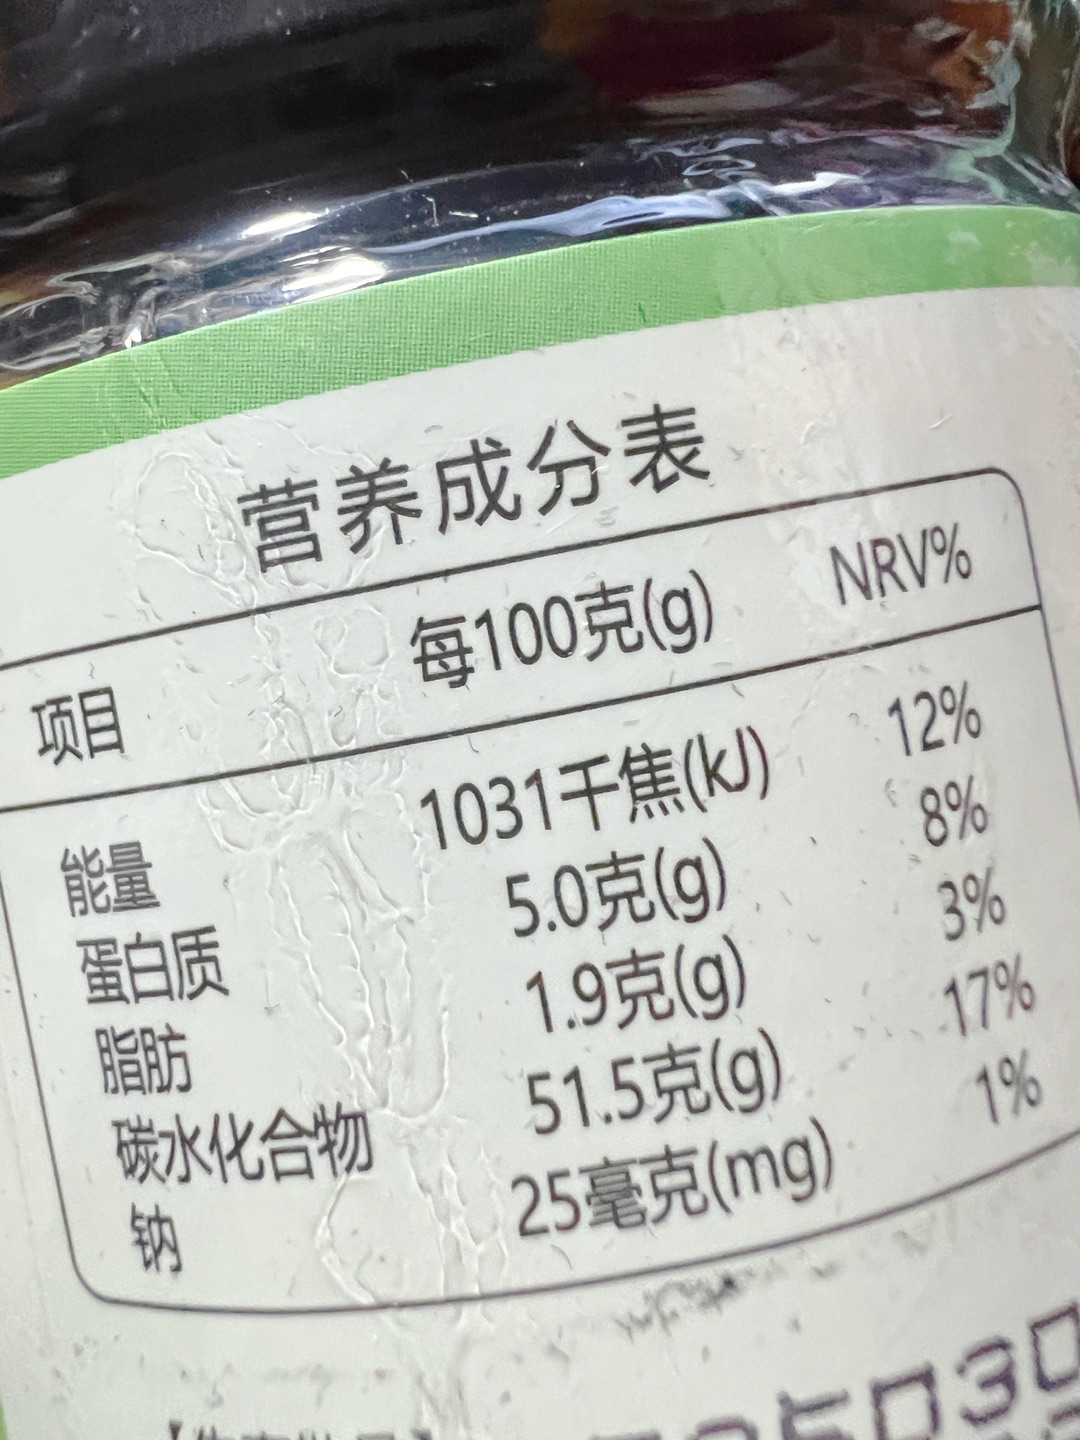 营养成分表
项目 每100克(g) NRV%
能量 1031千焦(kJ) 12%
蛋白质 5.0克(g) 8%
脂肪 1.9克(g) 3%
碳水化合物 51.5克(g) 17%
钠 25毫克(mg) 1%